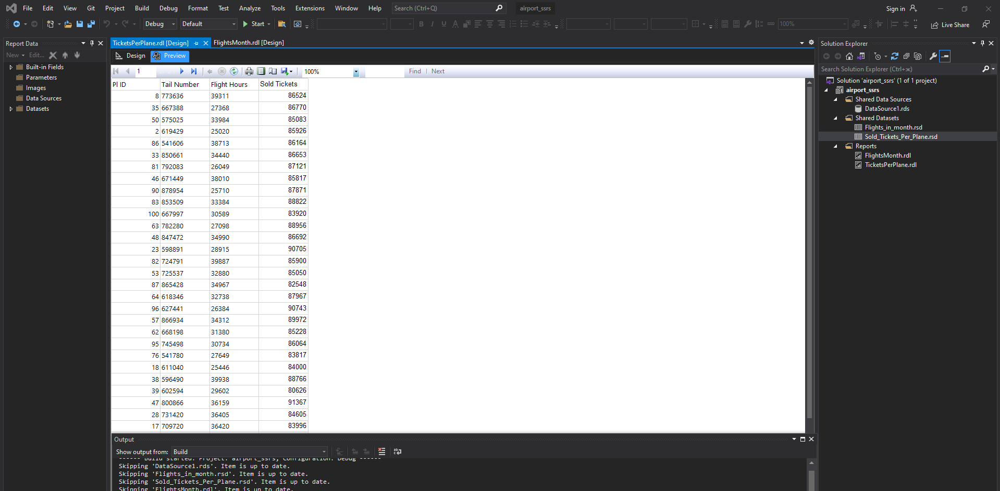 File Edit View Git Project Build Debug Format Test Analyze Tools Extensions Window Help Search (Ctrl+Q) airport_ssrs Sign in
Debug Default Start 100% Live Share
Report Data
New Edit...
Built-in Fields
Parameters
Images
Data Sources
Datasets
TicketsPerPlane.rdl [Design] FlightsMonth.rdl [Design]
Design Preview
1 100% Find | Next
Pl ID Tail Number Flight Hours Sold Tickets
8 773636 39311 86524
35 667388 27368 86770
50 575025 33984 85083
2 619429 25020 85926
86 541606 38713 86164
33 850661 34440 86653
81 792083 26049 87121
46 671449 38010 85817
90 878954 25710 87871
83 853509 33384 88822
100 667997 30589 83920
63 782280 27098 88956
48 847472 34990 86692
23 598891 28915 90705
82 724791 39887 85900
53 725537 32880 85050
87 865428 34967 82548
64 618346 32738 87967
96 627441 26384 90743
57 866934 34312 89972
62 668198 31380 85228
95 745498 30734 86064
76 541780 27649 83817
18 611040 25446 84000
38 596490 39938 88766
39 602594 29602 80626
47 800866 36159 91367
28 731420 36405 84605
17 709720 36420 83996
Output
Show output from: Build
------ Build started: Project: airport_ssrs, Configuration: Debug ------
Skipping 'DataSource1.rds'. Item is up to date.
Skipping 'Flights_in_month.rsd'. Item is up to date.
Skipping 'Sold_Tickets_Per_Plane.rsd'. Item is up to date.
Skipping 'FlightsMonth.rdl'. Item is up to date.
Solution Explorer
Search Solution Explorer (Ctrl+ж)
Solution 'airport_ssrs' (1 of 1 project)
airport_ssrs
Shared Data Sources
DataSource1.rds
Shared Datasets
Flights_in_month.rsd
Sold_Tickets_Per_Plane.rsd
Reports
FlightsMonth.rdl
TicketsPerPlane.rdl